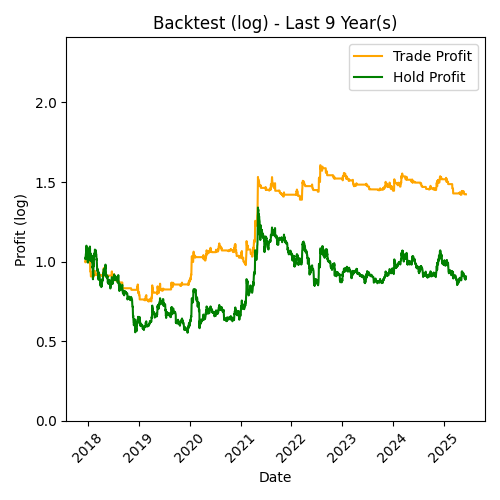 Backtest (log) - Last 9 Year(s)
Trade Profit
Hold Profit
Profit (log)
2.0
1.5
1.0
0.5
0.0
2018
2019
2020
2021
2022
2023
2024
2025
Date